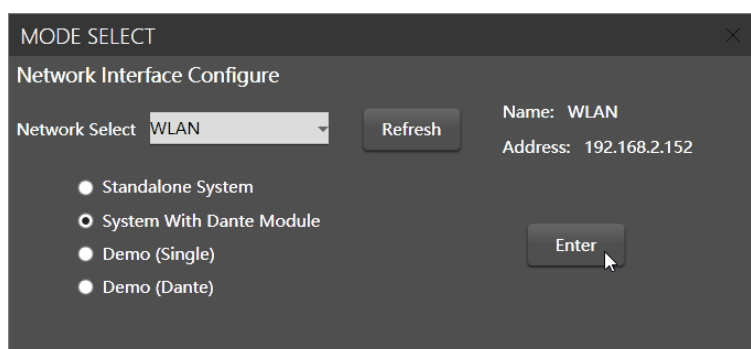 MODE SELECT
Network Interface Configure
Network Select WLAN Refresh
Name: WLAN
Address: 192.168.2.152
Standalone System
System With Dante Module
Demo (Single)
Demo (Dante)
Enter